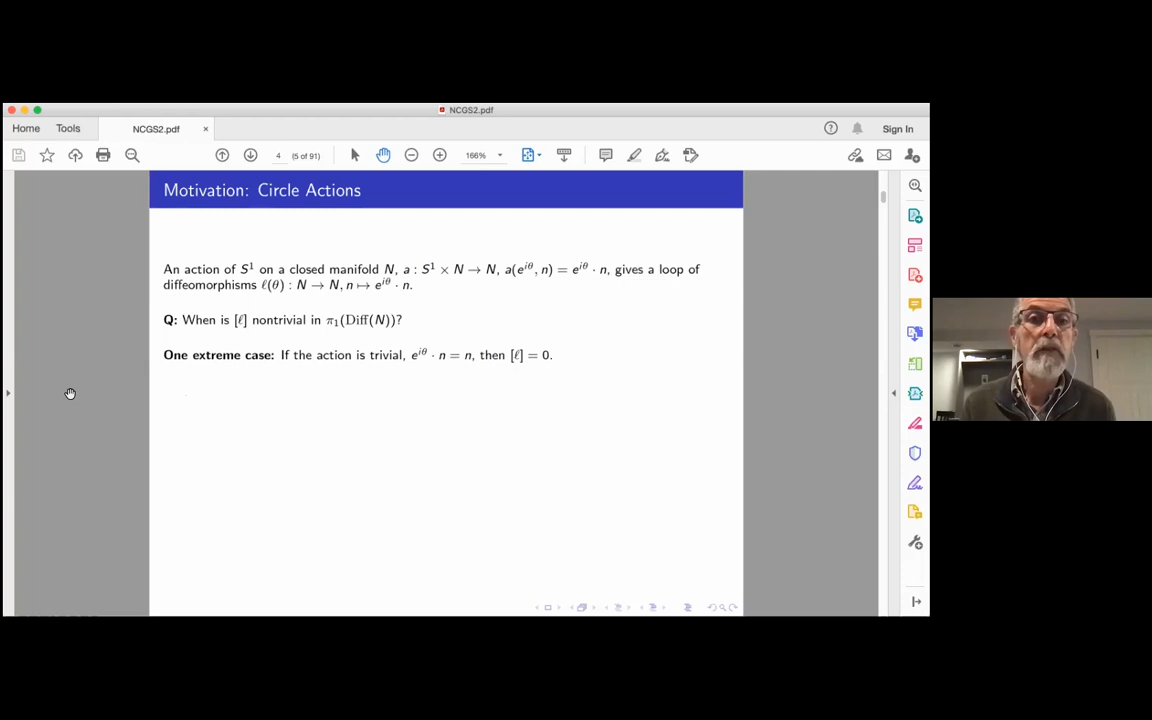 NCGS2.pdf
Home Tools NCGS2.pdf × Sign In
4 (5 of 91) 166%
Motivation: Circle Actions
An action of S¹ on a closed manifold N, a : S¹ × N → N, a(e^{iθ}, n) = e^{iθ} · n, gives a loop of
diffeomorphisms ℓ(θ) : N → N, n ↦ e^{iθ} · n.
Q: When is [ℓ] nontrivial in π₁(Diff(N))?
One extreme case: If the action is trivial, e^{iθ} · n = n, then [ℓ] = 0.